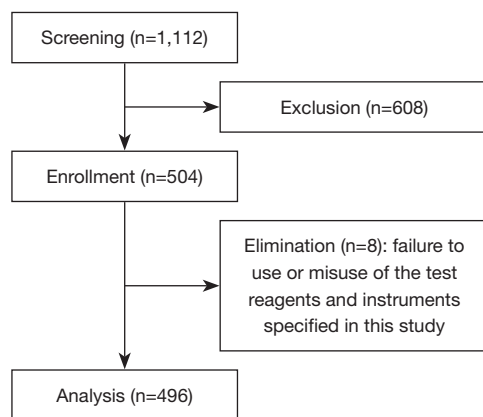 Screening (n=1,112)
Exclusion (n=608)
Enrollment (n=504)
Elimination (n=8): failure to
use or misuse of the test
reagents and instruments
specified in this study
Analysis (n=496)